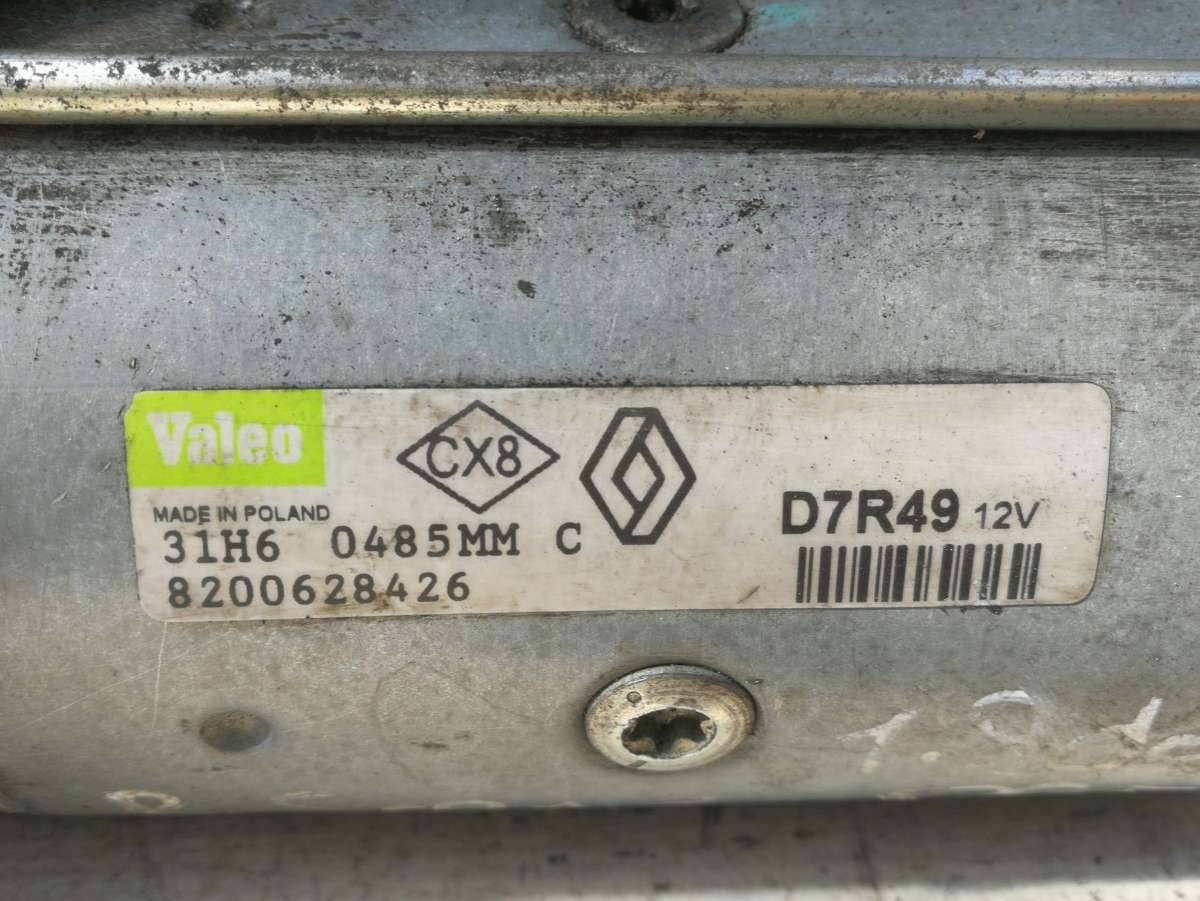 Valeo
CX8
MADE IN POLAND
D7R49 12V
31H6 0485MM C
8200628426